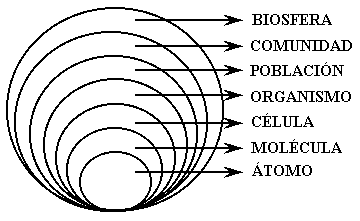 BIOSFERA
COMUNIDAD
POBLACIÓN
ORGANISMO
CÉLULA
MOLÉCULA
ÁTOMO